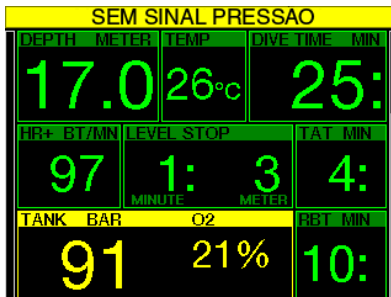 SEM SINAL PRESSAO
DEPTH METER TEMP DIVE TIME MIN
17.0 26°C 25:
HR+ BT/MN LEVEL STOP TAT MIN
97 1: 3 4:
MINUTE METER
TANK BAR O2 RBT MIN
91 21% 10: